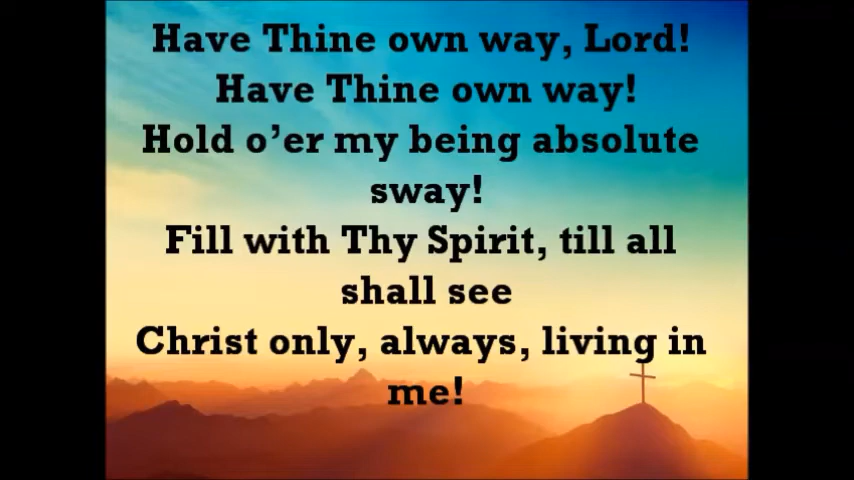 Have Thine own way, Lord!
Have Thine own way!
Hold o’er my being absolute
sway!
Fill with Thy Spirit, till all
shall see
Christ only, always, living in
me!